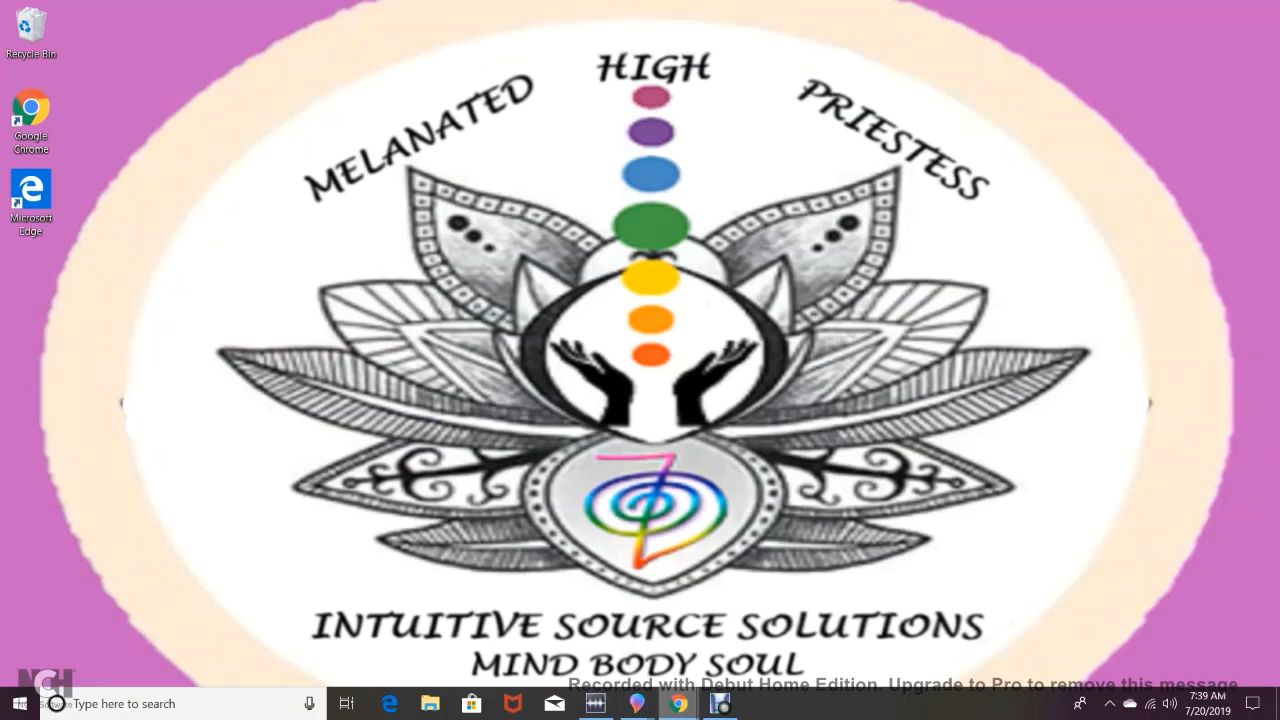 Recycle Bin
Google
Chrome
Microsoft
Edge
MELANATED HIGH PRIESTESS
INTUITIVE SOURCE SOLUTIONS
MIND BODY SOUL
NCH
Recorded with Debut Home Edition. Upgrade to Pro to remove this message
Type here to search
7:39 AM
7/20/2019